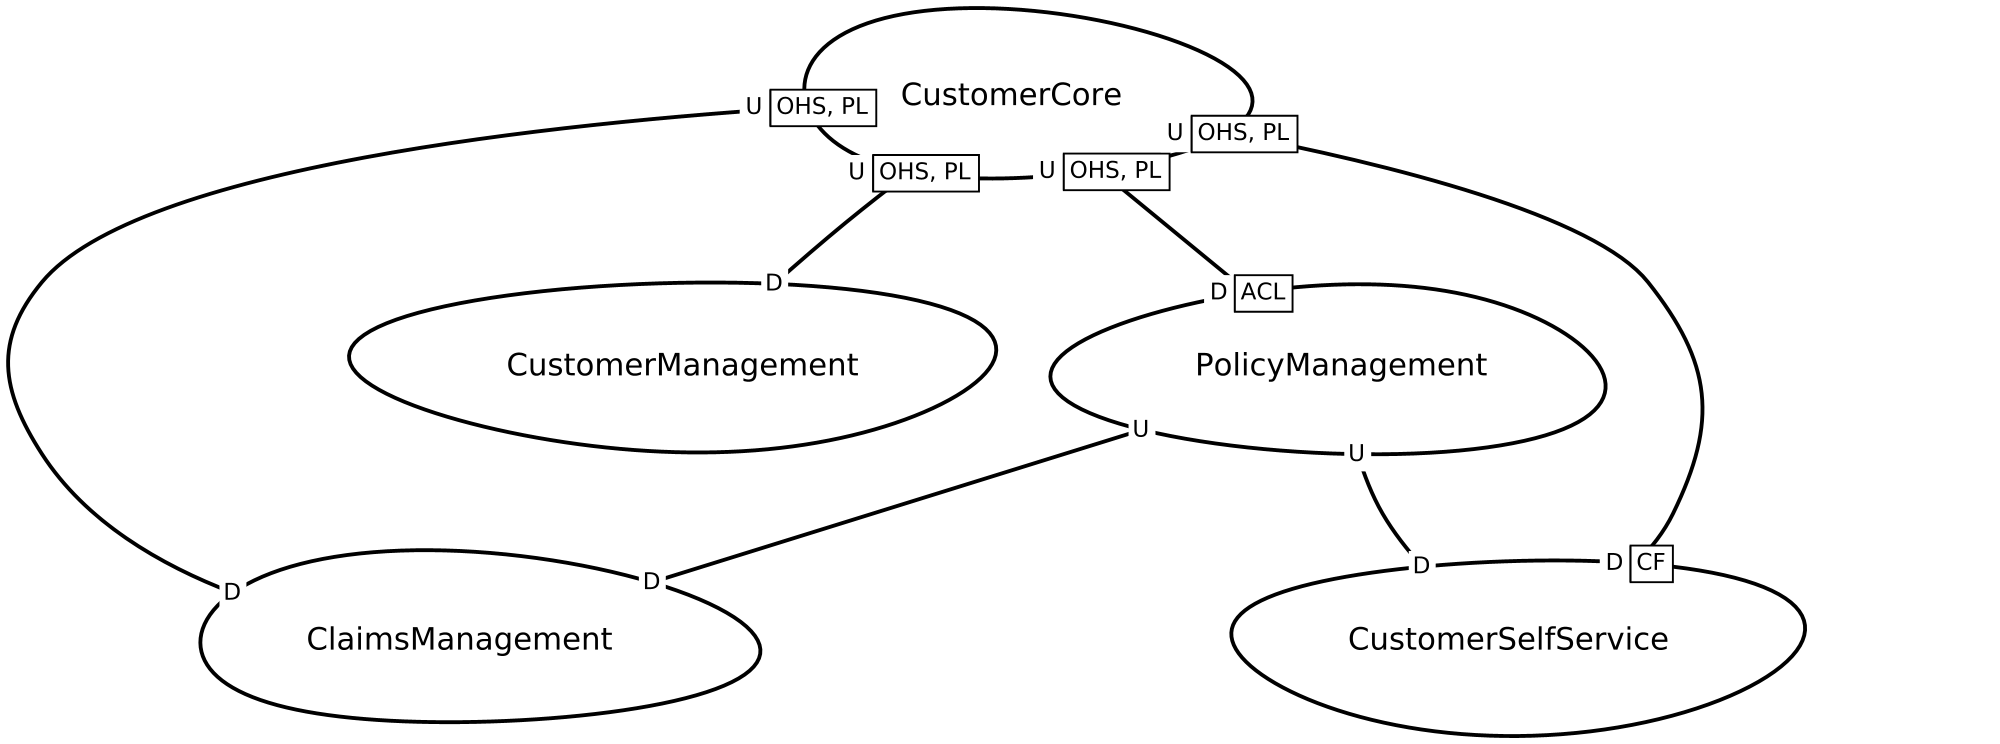 CustomerCore
U OHS, PL
U OHS, PL
U OHS, PL
U OHS, PL
D
D ACL
CustomerManagement
PolicyManagement
U
U
D
D
D
D CF
ClaimsManagement
CustomerSelfService